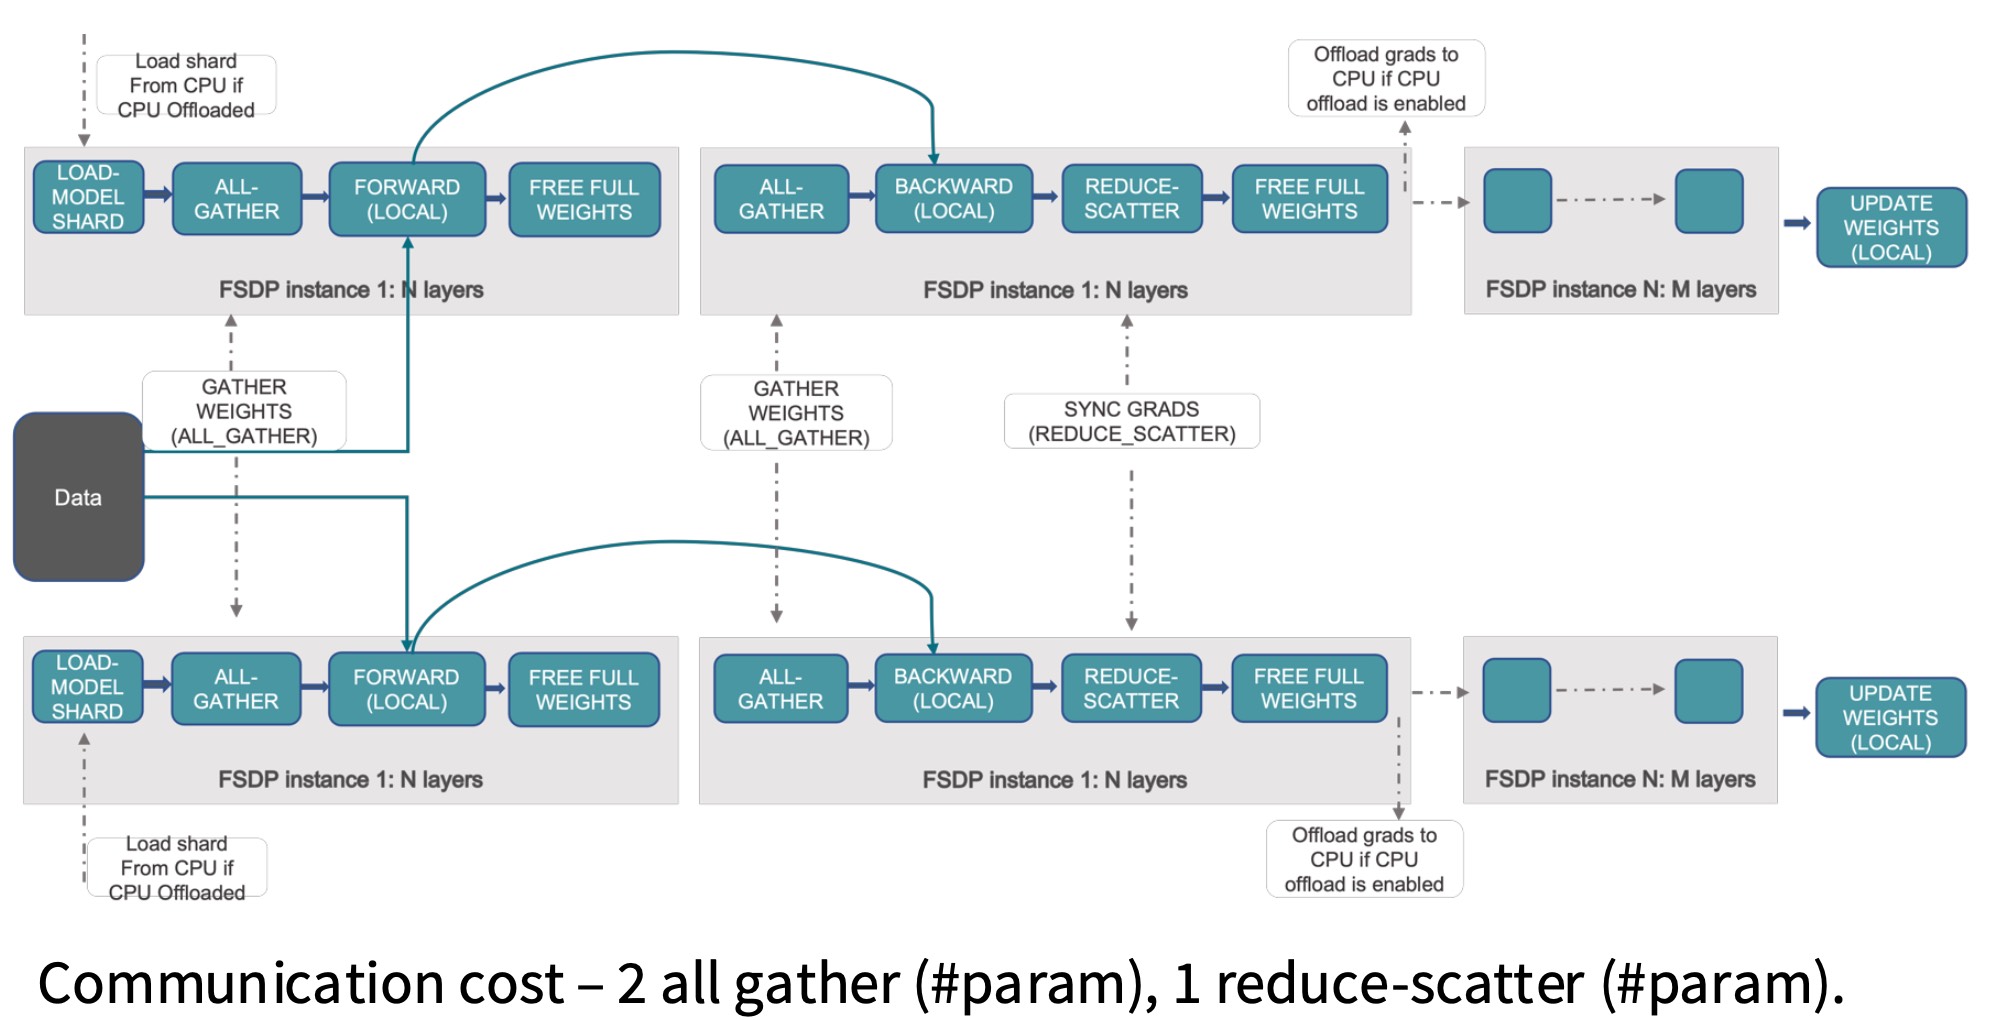 Load shard
From CPU if
CPU Offloaded
Offload grads to
CPU if CPU
offload is enabled
LOAD-
MODEL
SHARD
ALL-
GATHER
FORWARD
(LOCAL)
FREE FULL
WEIGHTS
FSDP instance 1: N layers
ALL-
GATHER
BACKWARD
(LOCAL)
REDUCE-
SCATTER
FREE FULL
WEIGHTS
FSDP instance 1: N layers
FSDP instance N: M layers
UPDATE
WEIGHTS
(LOCAL)
GATHER
WEIGHTS
(ALL_GATHER)
GATHER
WEIGHTS
(ALL_GATHER)
SYNC GRADS
(REDUCE_SCATTER)
Data
LOAD-
MODEL
SHARD
ALL-
GATHER
FORWARD
(LOCAL)
FREE FULL
WEIGHTS
FSDP instance 1: N layers
ALL-
GATHER
BACKWARD
(LOCAL)
REDUCE-
SCATTER
FREE FULL
WEIGHTS
FSDP instance 1: N layers
FSDP instance N: M layers
UPDATE
WEIGHTS
(LOCAL)
Load shard
From CPU if
CPU Offloaded
Offload grads to
CPU if CPU
offload is enabled
Communication cost – 2 all gather (#param), 1 reduce-scatter (#param).